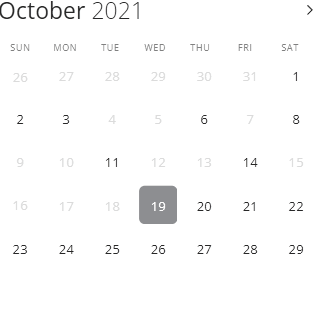 October 2021
SUN MON TUE WED THU FRI SAT
26 27 28 29 30 31 1
2 3 4 5 6 7 8
9 10 11 12 13 14 15
16 17 18 19 20 21 22
23 24 25 26 27 28 29